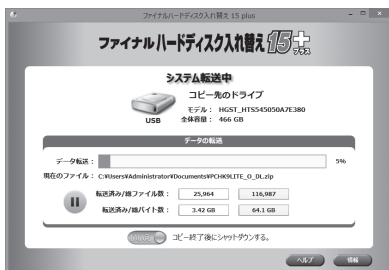 ファイナルハードディスク入れ替え 15 plus
ファイナルハードディスク入れ替え 15+ プラス
システム転送中
コピー先のドライブ
モデル： HGST_HTS545050A7E380
USB 全体容量： 466 GB
データの転送
データ転送： 5%
現在のファイル： C:¥Users¥Administrator¥Documents¥PCHK9LITE_O_DL.zip
転送済み/総ファイル数： 25,964 116,987
転送済み/総バイト数： 3.42 GB 64.1 GB
コピー終了後にシャットダウンする。
ヘルプ 情報